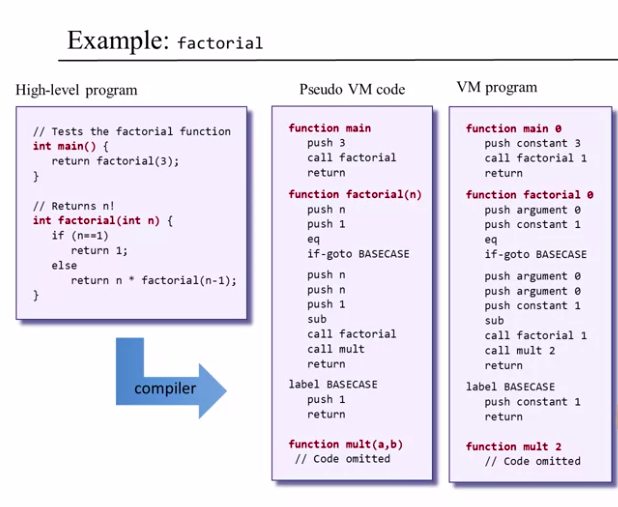 Example: factorial
High-level program
// Tests the factorial function
int main() {
return factorial(3);
}
// Returns n!
int factorial(int n) {
if (n==1)
return 1;
else
return n * factorial(n-1);
}
compiler
Pseudo VM code
function main
push 3
call factorial
return
function factorial(n)
push n
push 1
eq
if-goto BASECASE
push n
push n
push 1
sub
call factorial
call mult
return
label BASECASE
push 1
return
function mult(a,b)
// Code omitted
VM program
function main 0
push constant 3
call factorial 1
return
function factorial 0
push argument 0
push constant 1
eq
if-goto BASECASE
push argument 0
push argument 0
push constant 1
sub
call factorial 1
call mult 2
return
label BASECASE
push constant 1
return
function mult 2
// Code omitted